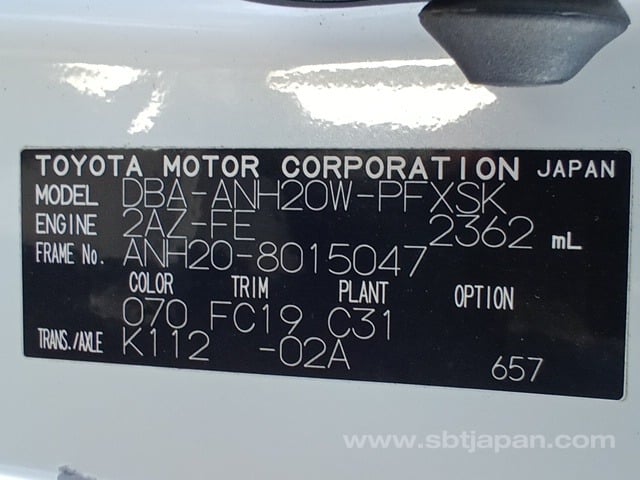 TOYOTA MOTOR CORPORATION JAPAN
MODEL DBA-ANH20W-PFXSK
ENGINE 2AZ-FE 2362 mL
FRAME No. ANH20-8015047
COLOR TRIM PLANT OPTION
070 FC19 C31
TRANS./AXLE K112 -02A
657
www.sbtjapan.com